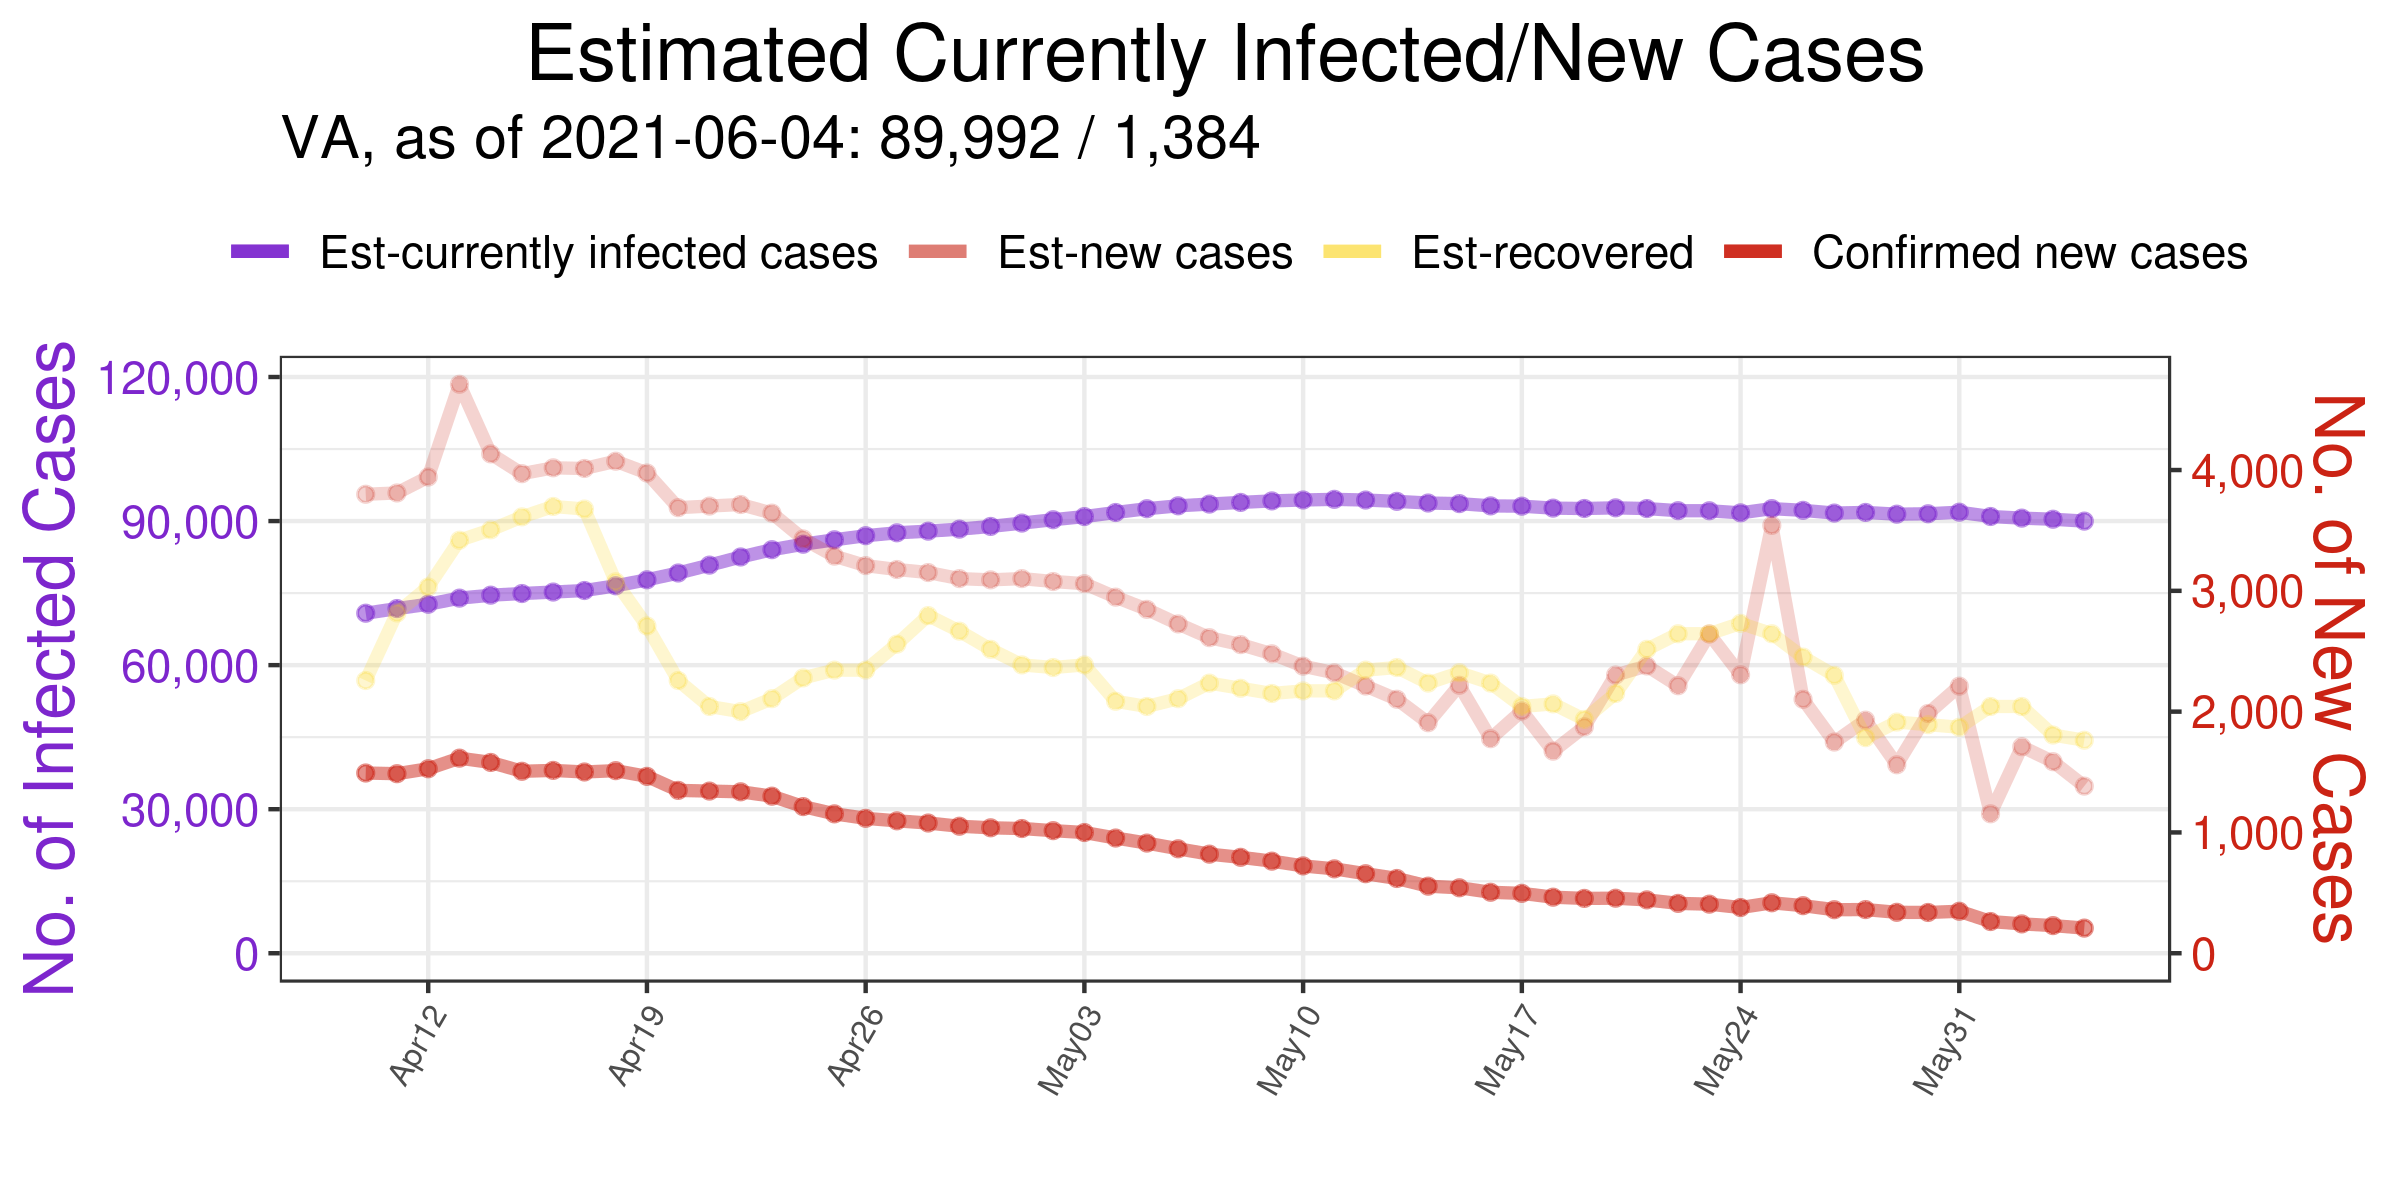 Estimated Currently Infected/New Cases
VA, as of 2021-06-04: 89,992 / 1,384
Est-currently infected cases Est-new cases Est-recovered Confirmed new cases
No. of Infected Cases
120,000
90,000
60,000
30,000
0
4,000
3,000
2,000
1,000
0
No. of New Cases
Apr12 Apr19 Apr26 May03 May10 May17 May24 May31